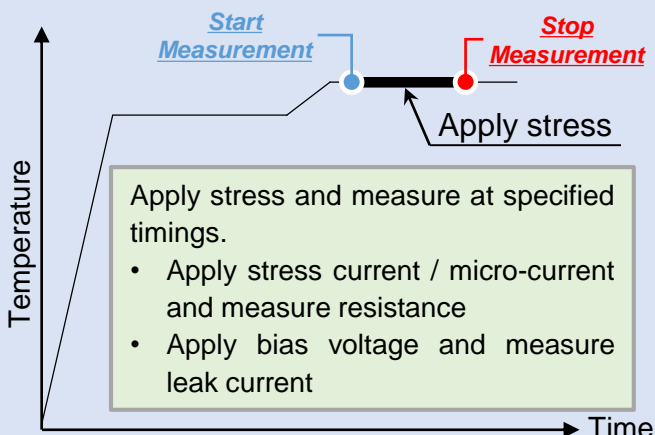 Start
Measurement
Stop
Measurement
Apply stress
Temperature
Apply stress and measure at specified
timings.
• Apply stress current / micro-current
and measure resistance
• Apply bias voltage and measure
leak current
Time